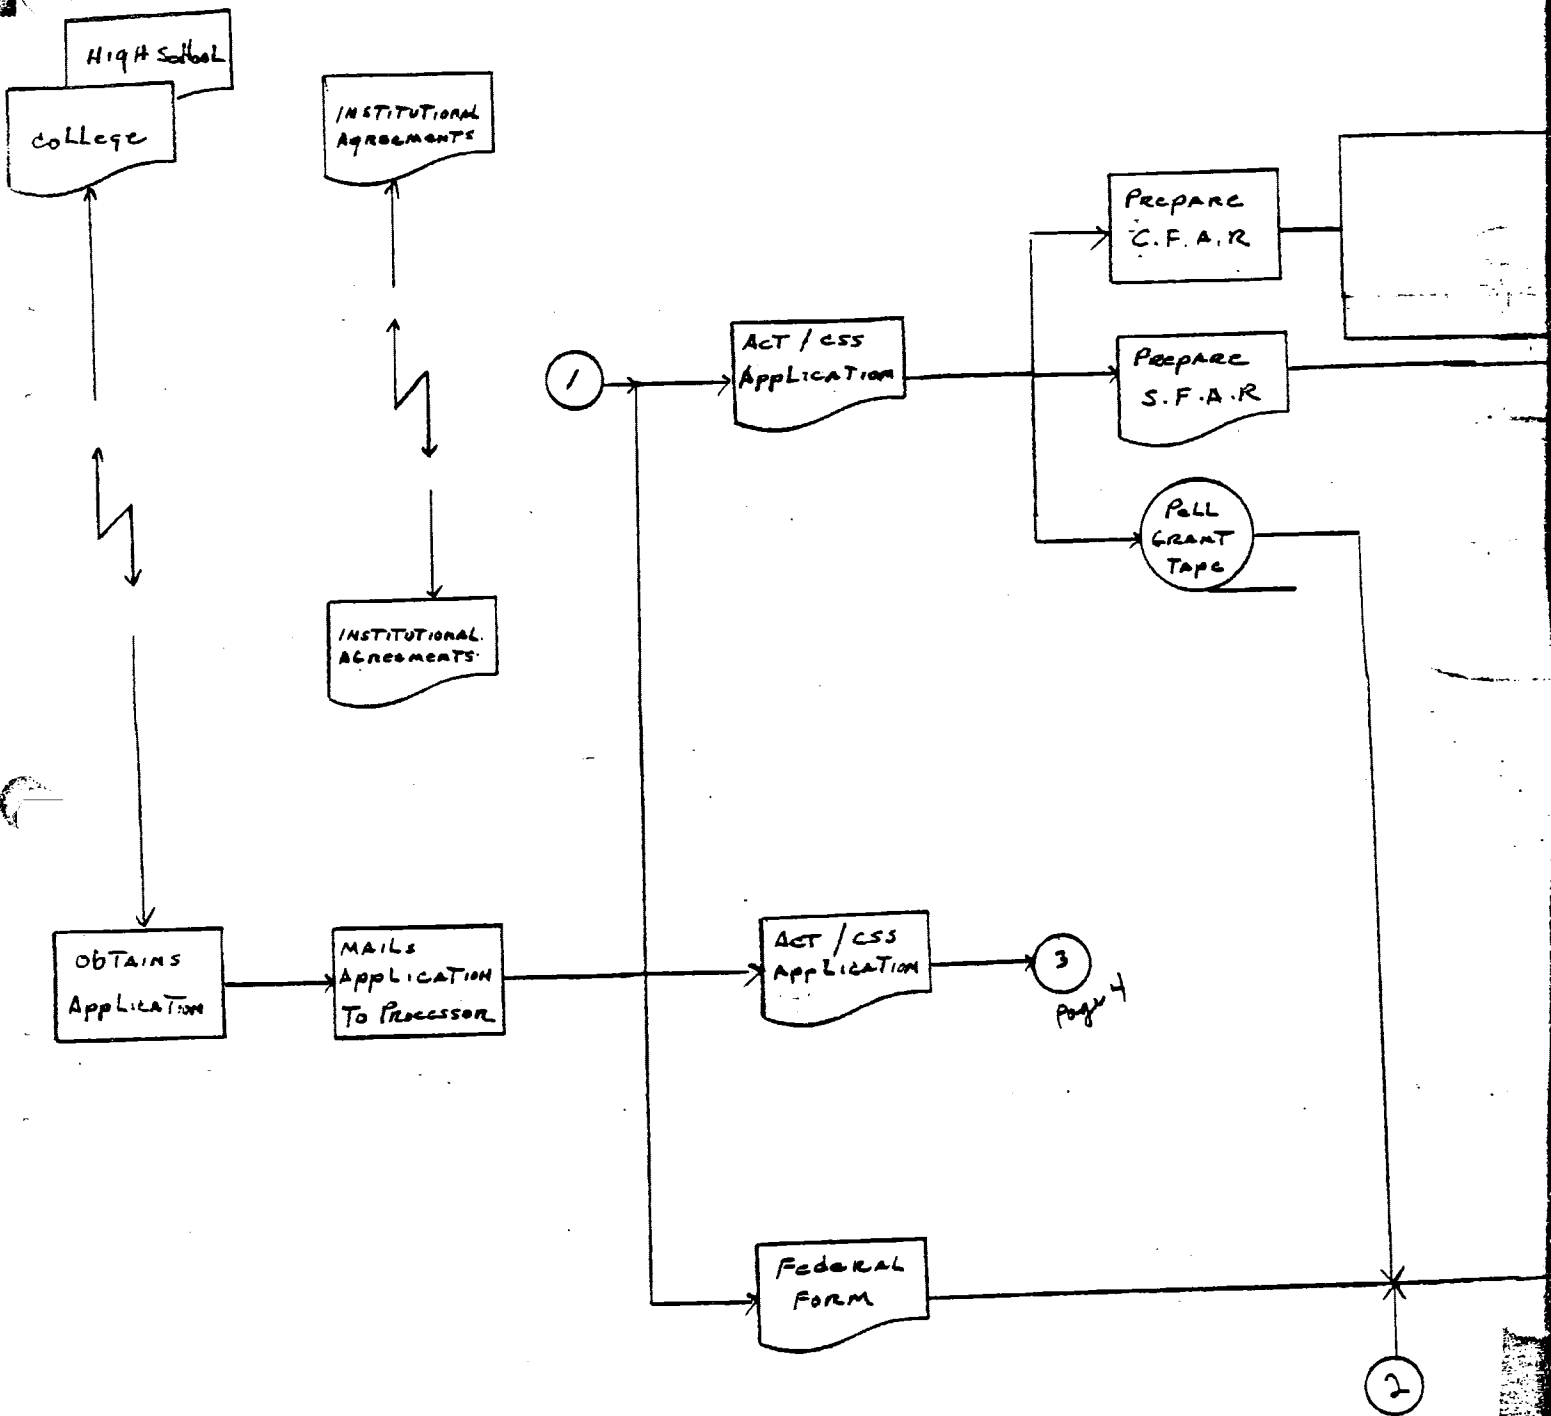 HIGH SCHOOL
COLLEGE
INSTITUTIONAL
AGREEMENTS
PREPARE
C.F.A.R
ACT / CSS
APPLICATION
1
PREPARE
S.F.A.R
PELL
GRANT
TAPE
INSTITUTIONAL
AGREEMENTS
OBTAINS
APPLICATION
MAILS
APPLICATION
TO PROCESSOR
ACT / CSS
APPLICATION
3
page 4
FEDERAL
FORM
2